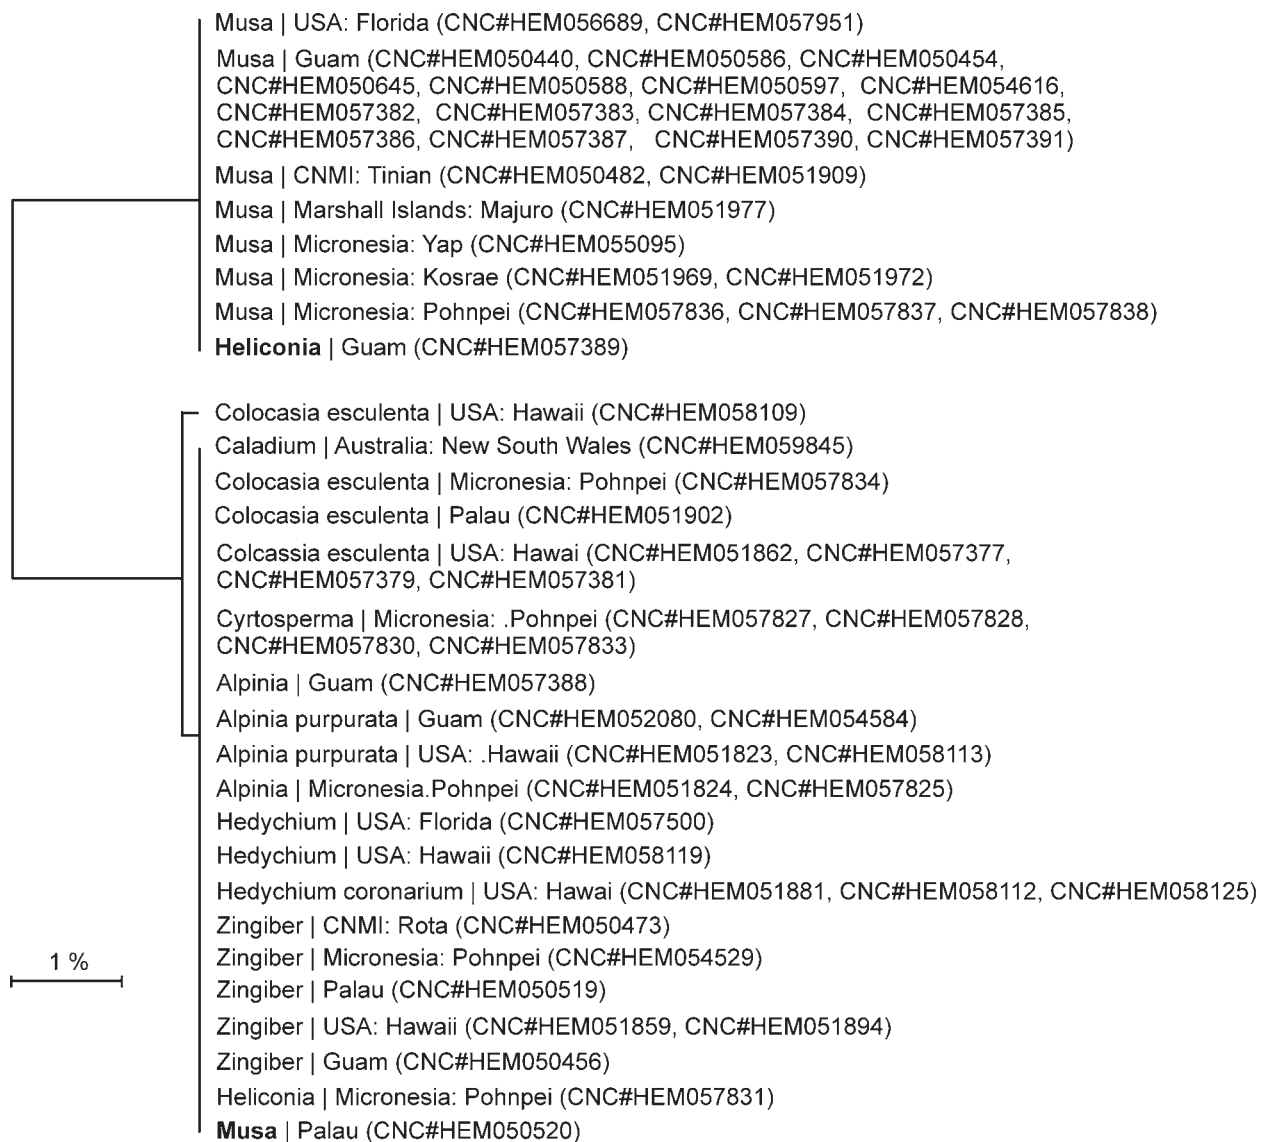 Musa | USA: Florida (CNC#HEM056689, CNC#HEM057951)
Musa | Guam (CNC#HEM050440, CNC#HEM050586, CNC#HEM050454,
CNC#HEM050645, CNC#HEM050588, CNC#HEM050597, CNC#HEM054616,
CNC#HEM057382, CNC#HEM057383, CNC#HEM057384, CNC#HEM057385,
CNC#HEM057386, CNC#HEM057387, CNC#HEM057390, CNC#HEM057391)
Musa | CNMI: Tinian (CNC#HEM050482, CNC#HEM051909)
Musa | Marshall Islands: Majuro (CNC#HEM051977)
Musa | Micronesia: Yap (CNC#HEM055095)
Musa | Micronesia: Kosrae (CNC#HEM051969, CNC#HEM051972)
Musa | Micronesia: Pohnpei (CNC#HEM057836, CNC#HEM057837, CNC#HEM057838)
Heliconia | Guam (CNC#HEM057389)
Colocasia esculenta | USA: Hawaii (CNC#HEM058109)
Caladium | Australia: New South Wales (CNC#HEM059845)
Colocasia esculenta | Micronesia: Pohnpei (CNC#HEM057834)
Colocasia esculenta | Palau (CNC#HEM051902)
Colcassia esculenta | USA: Hawai (CNC#HEM051862, CNC#HEM057377,
CNC#HEM057379, CNC#HEM057381)
Cyrtosperma | Micronesia: .Pohnpei (CNC#HEM057827, CNC#HEM057828,
CNC#HEM057830, CNC#HEM057833)
Alpinia | Guam (CNC#HEM057388)
Alpinia purpurata | Guam (CNC#HEM052080, CNC#HEM054584)
Alpinia purpurata | USA: .Hawaii (CNC#HEM051823, CNC#HEM058113)
Alpinia | Micronesia.Pohnpei (CNC#HEM051824, CNC#HEM057825)
Hedychium | USA: Florida (CNC#HEM057500)
Hedychium | USA: Hawaii (CNC#HEM058119)
Hedychium coronarium | USA: Hawai (CNC#HEM051881, CNC#HEM058112, CNC#HEM058125)
Zingiber | CNMI: Rota (CNC#HEM050473)
Zingiber | Micronesia: Pohnpei (CNC#HEM054529)
1 %
Zingiber | Palau (CNC#HEM050519)
Zingiber | USA: Hawaii (CNC#HEM051859, CNC#HEM051894)
Zingiber | Guam (CNC#HEM050456)
Heliconia | Micronesia: Pohnpei (CNC#HEM057831)
Musa | Palau (CNC#HEM050520)